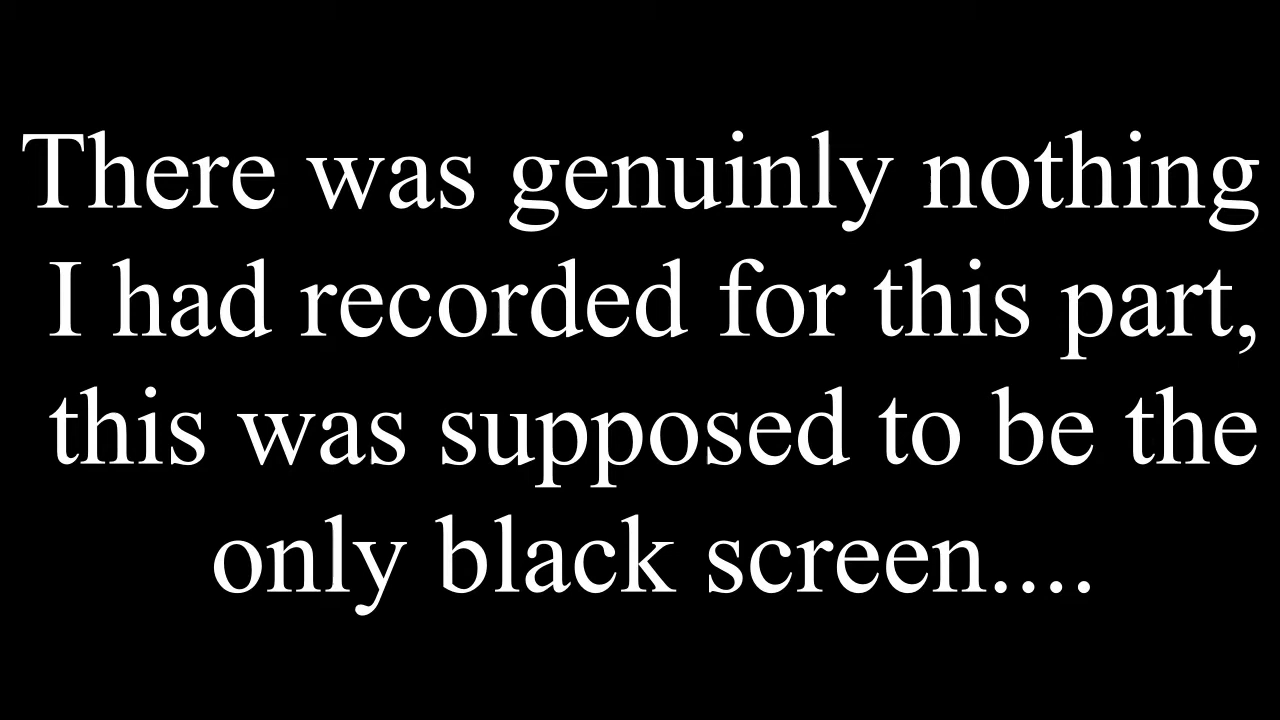 There was genuinly nothing
I had recorded for this part,
this was supposed to be the
only black screen....